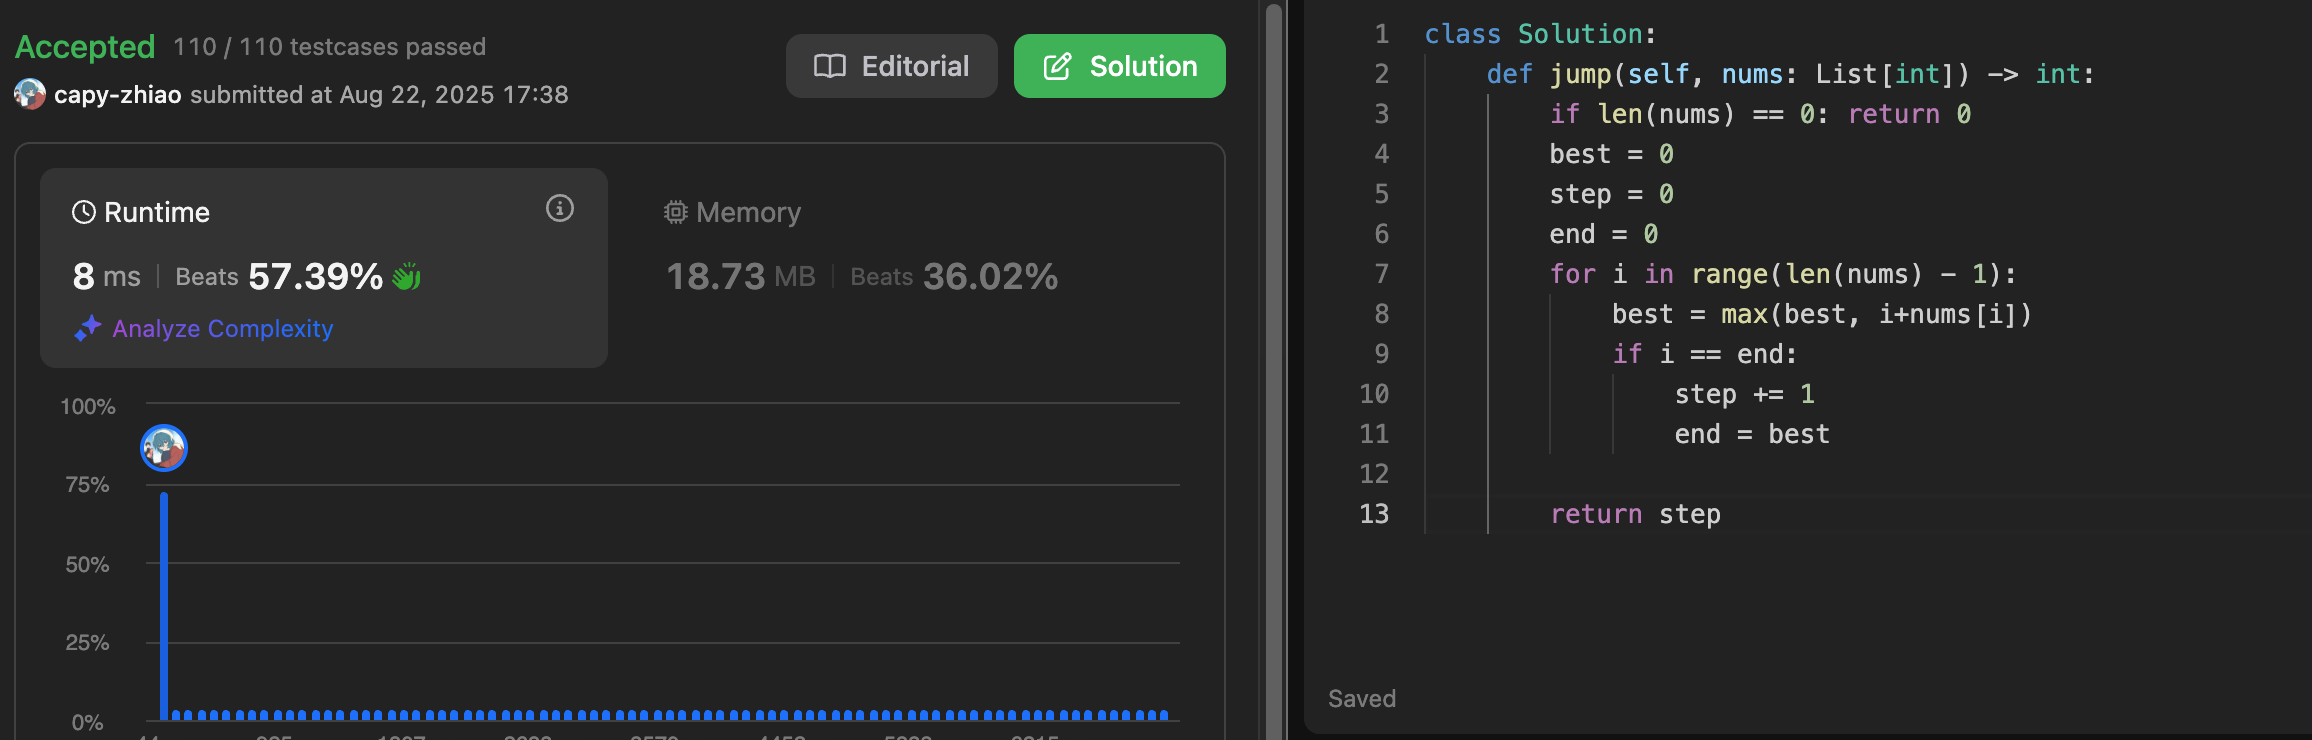 Accepted 110 / 110 testcases passed
capy-zhiao submitted at Aug 22, 2025 17:38
Editorial
Solution
Runtime
8 ms | Beats 57.39%
Analyze Complexity
Memory
18.73 MB | Beats 36.02%
100%
75%
50%
25%
0%
1 class Solution:
2 def jump(self, nums: List[int]) -> int:
3 if len(nums) == 0: return 0
4 best = 0
5 step = 0
6 end = 0
7 for i in range(len(nums) - 1):
8 best = max(best, i+nums[i])
9 if i == end:
10 step += 1
11 end = best
12
13 return step
Saved